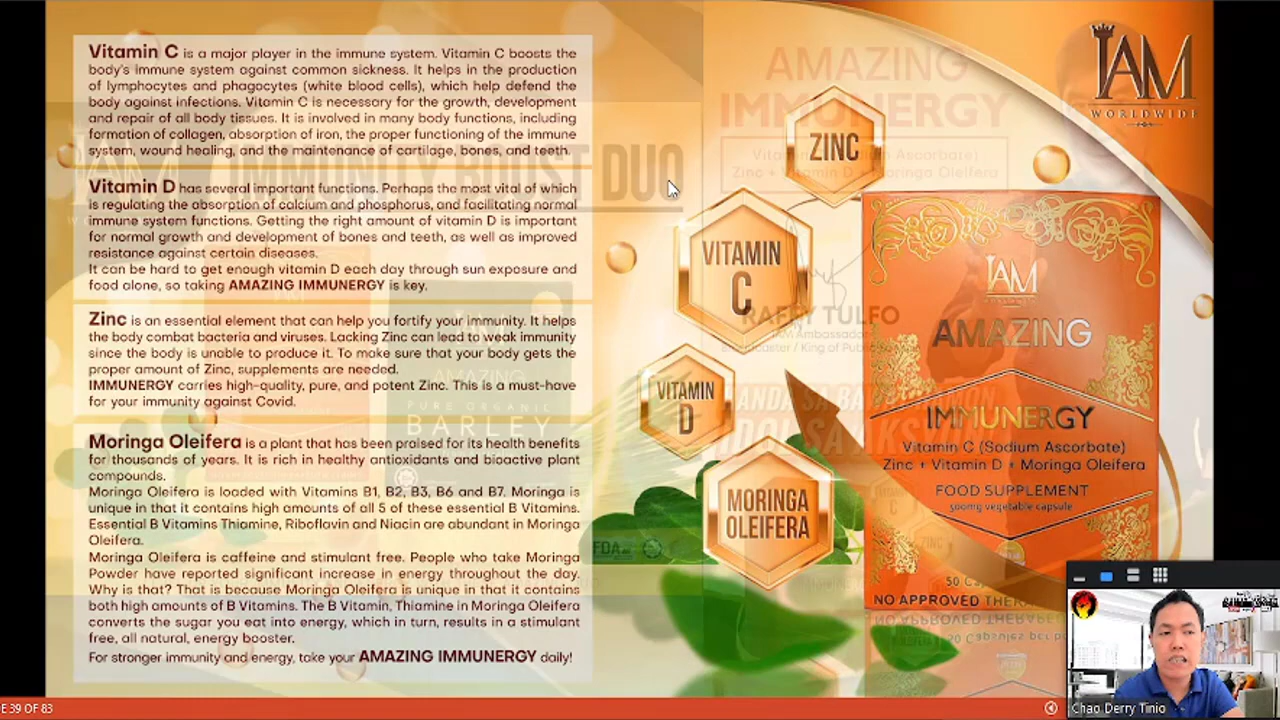 Vitamin C is a major player in the immune system. Vitamin C boosts the
body's immune system against common sickness. It helps in the production
of lymphocytes and phagocytes (white blood cells), which help defend the
body against infections. Vitamin C is necessary for the growth, development
and repair of all body tissues. It is involved in many body functions, including
formation of collagen, absorption of iron, the proper functioning of the immune
system, wound healing, and the maintenance of cartilage, bones, and teeth.
Vitamin D has several important functions. Perhaps the most vital of which
is regulating the absorption of calcium and phosphorus, and facilitating normal
immune system functions. Getting the right amount of vitamin D is important
for normal growth and development of bones and teeth, as well as improved
resistance against certain diseases.
It can be hard to get enough vitamin D each day through sun exposure and
food alone, so taking AMAZING IMMUNERGY is key.
Zinc is an essential element that can help you fortify your immunity. It helps
the body combat bacteria and viruses. Lacking Zinc can lead to weak immunity
since the body is unable to produce it. To make sure that your body gets the
proper amount of Zinc, supplements are needed.
IMMUNERGY carries high-quality, pure, and potent Zinc. This is a must-have
for your immunity against Covid.
Moringa Oleifera is a plant that has been praised for its health benefits
for thousands of years. It is rich in healthy antioxidants and bioactive plant
compounds.
Moringa Oleifera is loaded with Vitamins B1, B2, B3, B6 and B7. Moringa is
unique in that it contains high amounts of all 5 of these essential B Vitamins.
Essential B Vitamins Thiamine, Riboflavin and Niacin are abundant in Moringa
Oleifera.
Moringa Oleifera is caffeine and stimulant free. People who take Moringa
Powder have reported significant increase in energy throughout the day.
Why is that? That is because Moringa Oleifera is unique in that it contains
both high amounts of B Vitamins. The B Vitamin, Thiamine in Moringa Oleifera
converts the sugar you eat into energy, which in turn, results in a stimulant
free, all natural, energy booster.
For stronger immunity and energy, take your AMAZING IMMUNERGY daily!
IAM
WORLDWIDE
AMAZING
IMMUNERGY
ZINC
VITAMIN
C
VITAMIN
D
MORINGA
OLEIFERA
RAFFY TULFO
DUO
PURE ORGANIC
BARLEY
FDA
IAM
AMAZING
IMMUNERGY
Vitamin C (Sodium Ascorbate)
Zinc + Vitamin D + Moringa Oleifera
FOOD SUPPLEMENT
500mg vegetable capsule
NO APPROVED
39 OF 83
Chao Derry Tinio